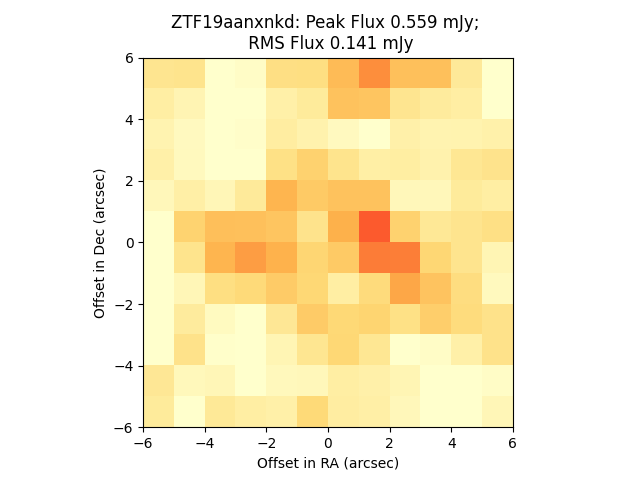 ZTF19aanxnkd: Peak Flux 0.559 mJy;
RMS Flux 0.141 mJy
6
4
2
0
−2
−4
−6
Offset in Dec (arcsec)
−6 −4 −2 0 2 4 6
Offset in RA (arcsec)